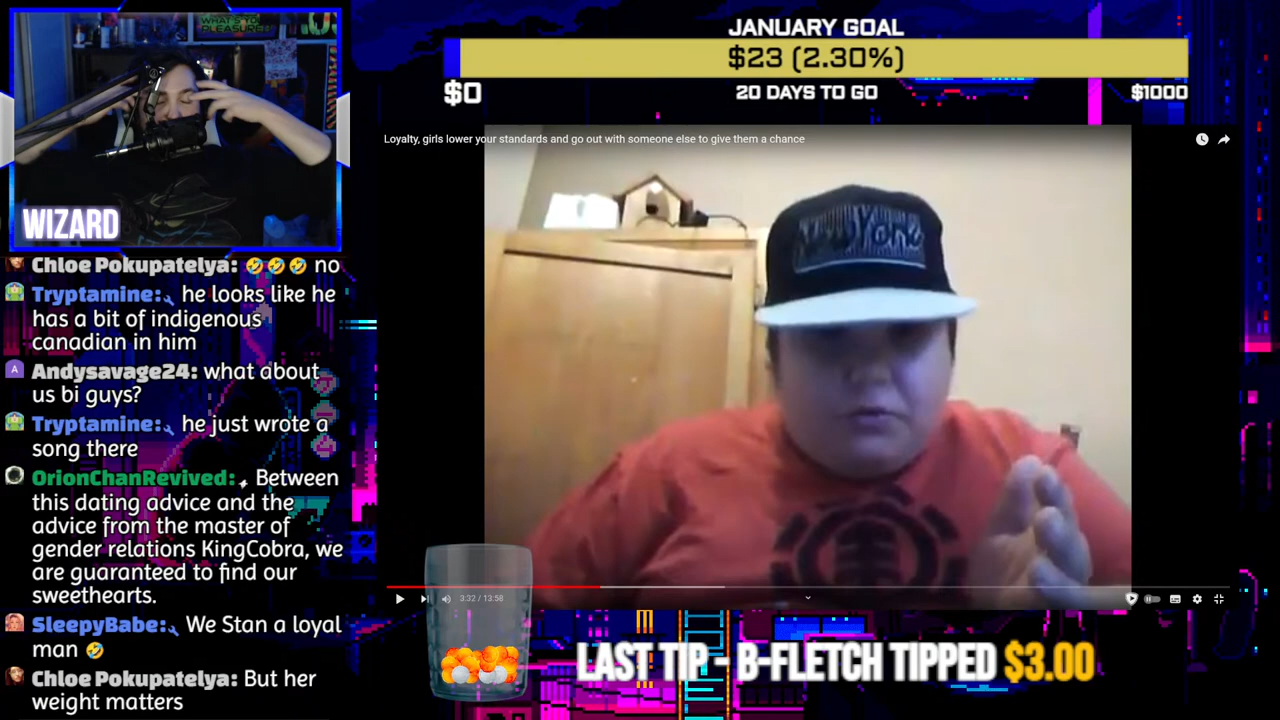 WHAT'S YOUR
PLEASURE?
WIZARD
Chloe Pokupatelya: 🤣🤣🤣 no
Tryptamine: he looks like he
has a bit of indigenous
canadian in him
A
Andysavage24: what about
us bi guys?
Tryptamine: he just wrote a
song there
OrionChanRevived: Between
this dating advice and the
advice from the master of
gender relations KingCobra, we
are guaranteed to find our
sweethearts.
SleepyBabe: We Stan a loyal
man 🤣
Chloe Pokupatelya: But her
weight matters
JANUARY GOAL
$23 (2.30%)
$0
20 DAYS TO GO
$1000
Loyalty, girls lower your standards and go out with someone else to give them a chance
New York
3:32 / 13:58
LAST TIP - B-FLETCH TIPPED $3.00